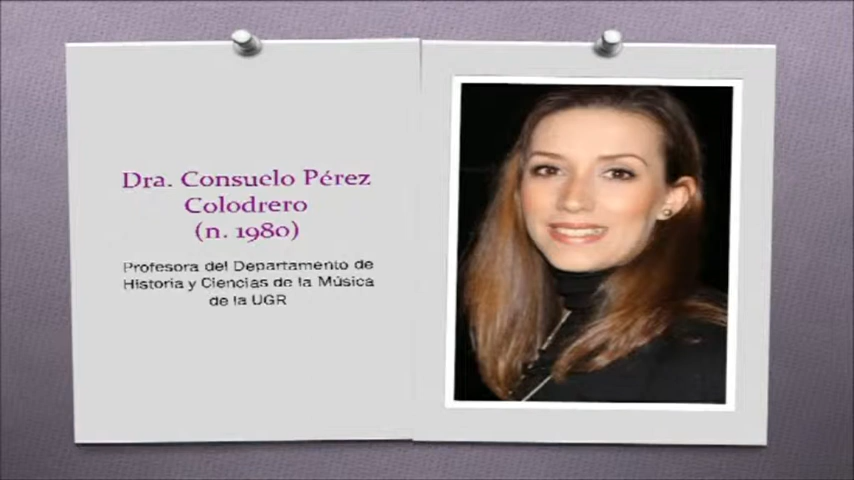 Dra. Consuelo Pérez
Colodrero
(n. 1980)
Profesora del Departamento de
Historia y Ciencias de la Música
de la UGR